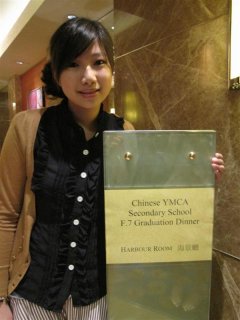 Chinese YMCA
Secondary School
F.7 Graduation Dinner
HARBOUR ROOM 海景廳